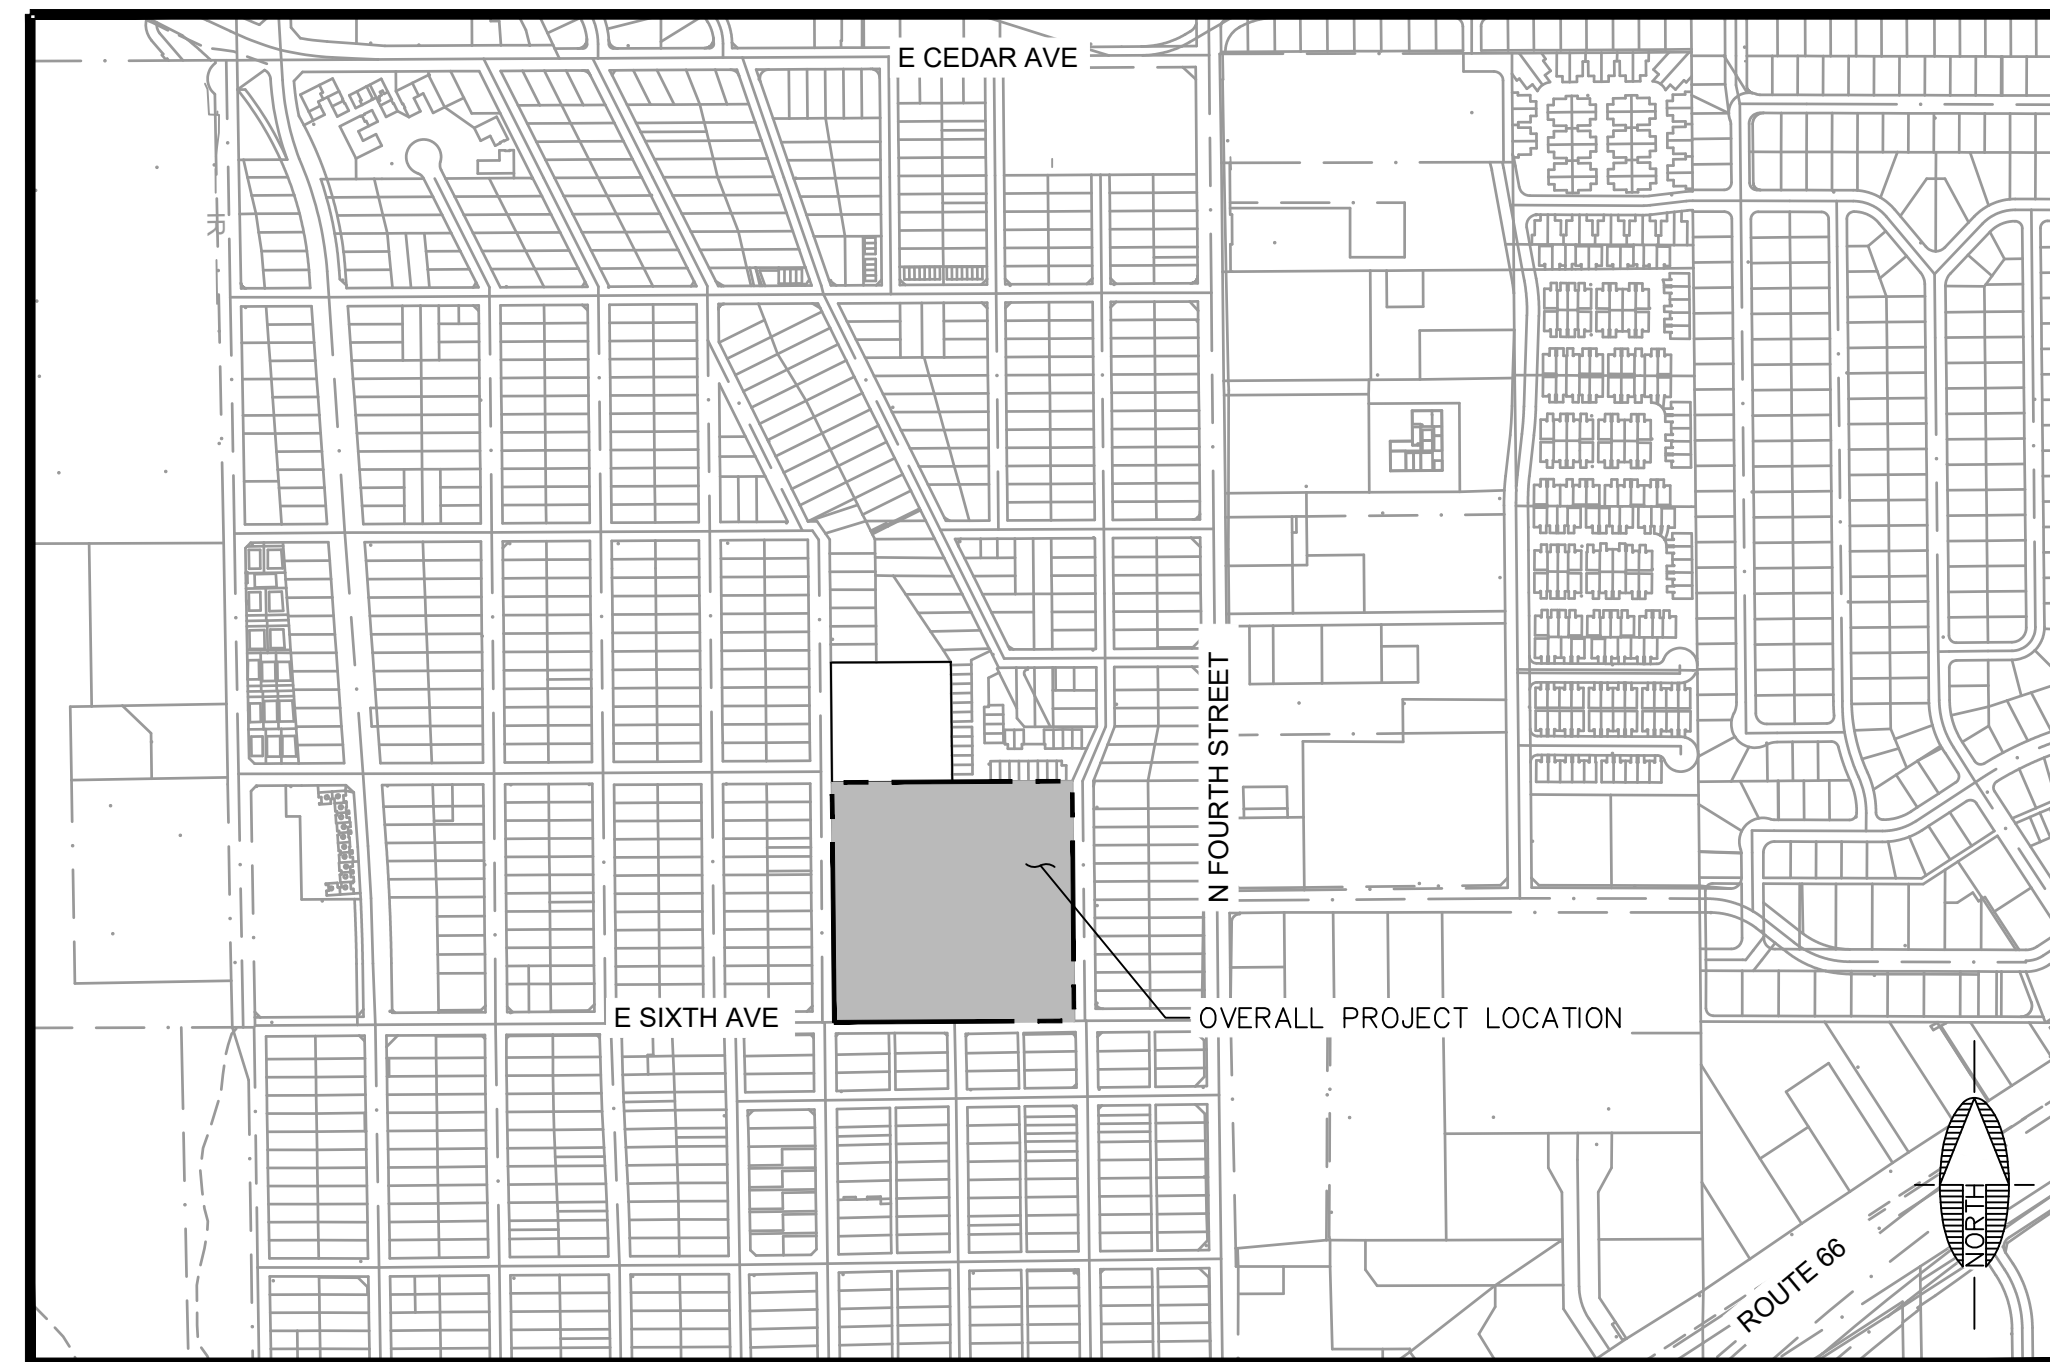 E CEDAR AVE
N FOURTH STREET
E SIXTH AVE
OVERALL PROJECT LOCATION
NORTH
ROUTE 66